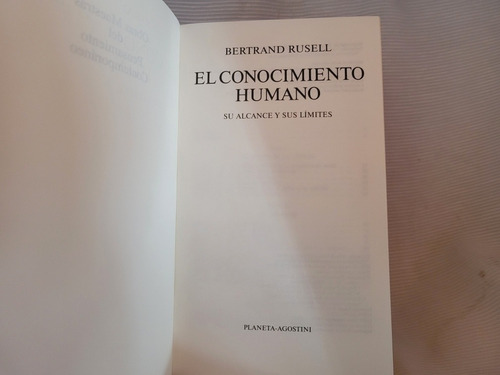 BERTRAND RUSELL
EL CONOCIMIENTO
HUMANO
SU ALCANCE Y SUS LÍMITES
PLANETA-AGOSTINI